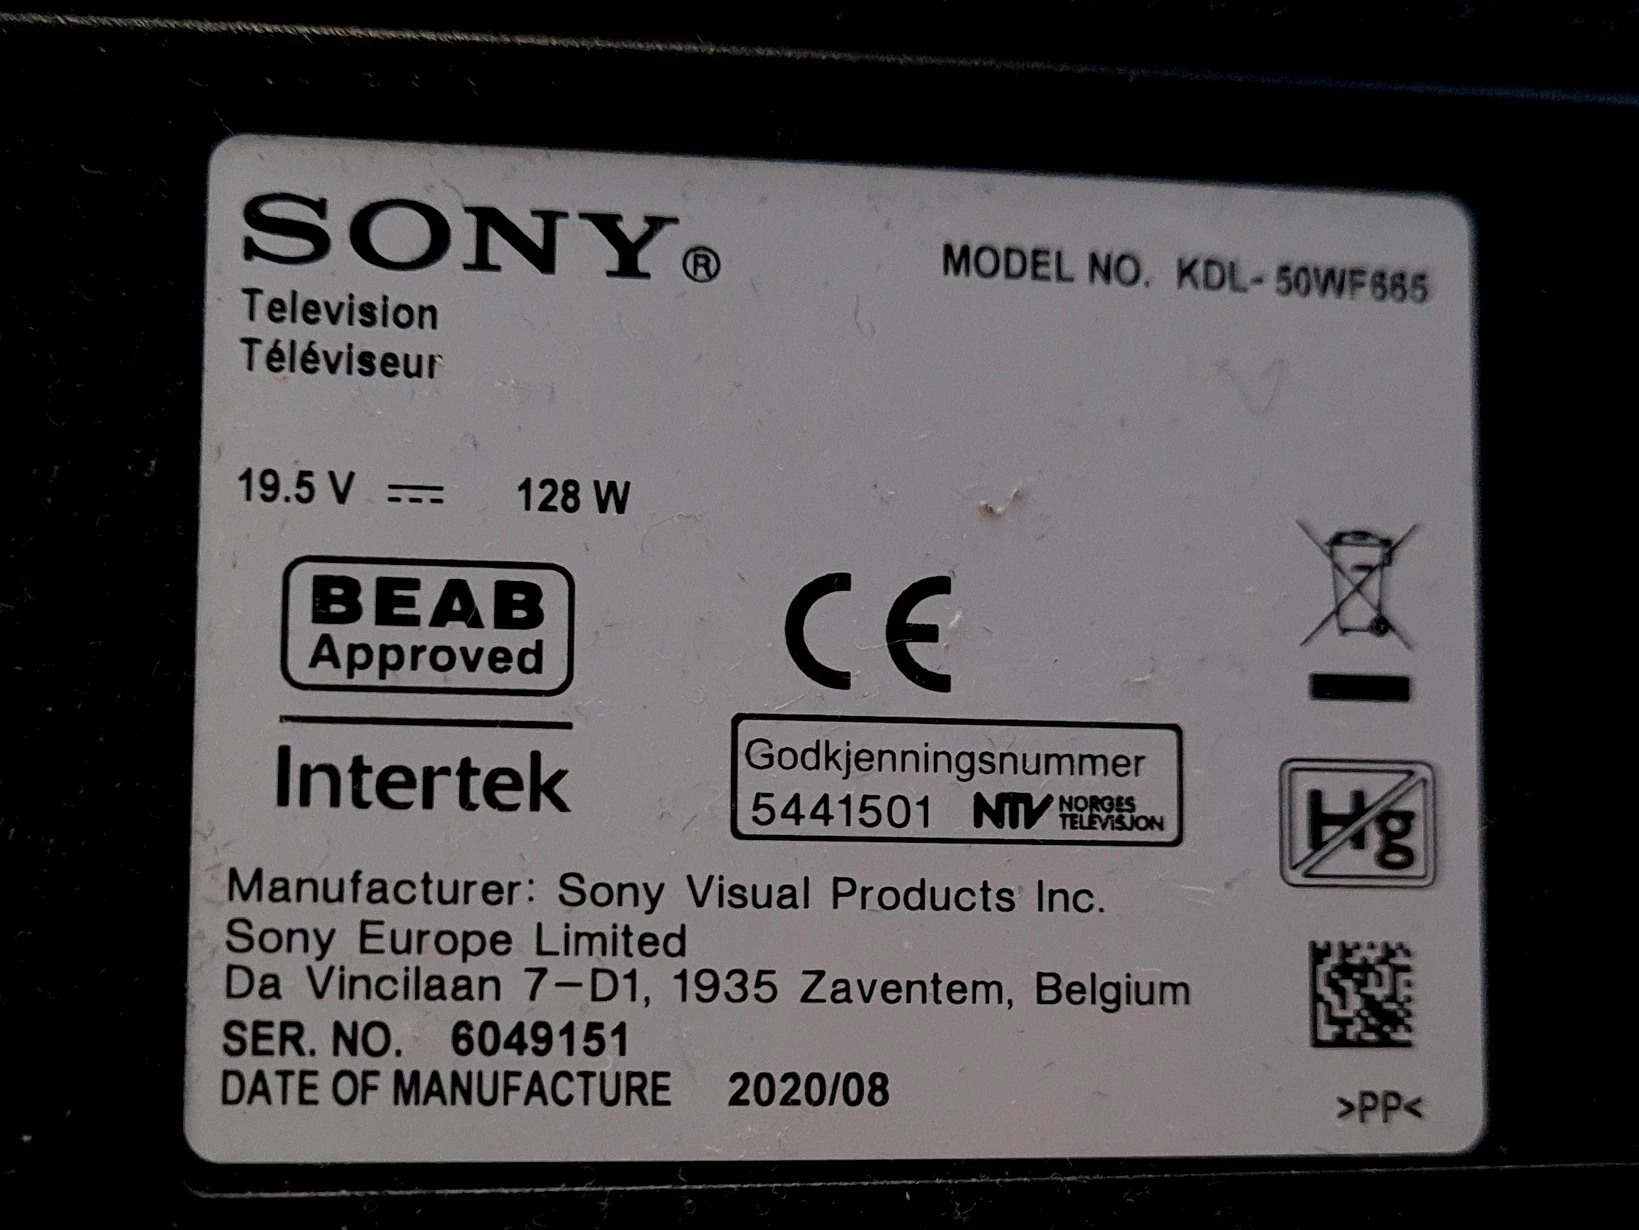 SONY®
MODEL NO. KDL-50WF665
Television
Téléviseur
19.5 V 128 W
BEAB
Approved
Intertek
CE
Godkjenningsnummer
5441501 NTV NORGES TELEVISJON
Hg
Manufacturer: Sony Visual Products Inc.
Sony Europe Limited
Da Vincilaan 7-D1, 1935 Zaventem, Belgium
SER. NO. 6049151
DATE OF MANUFACTURE 2020/08
>PP<